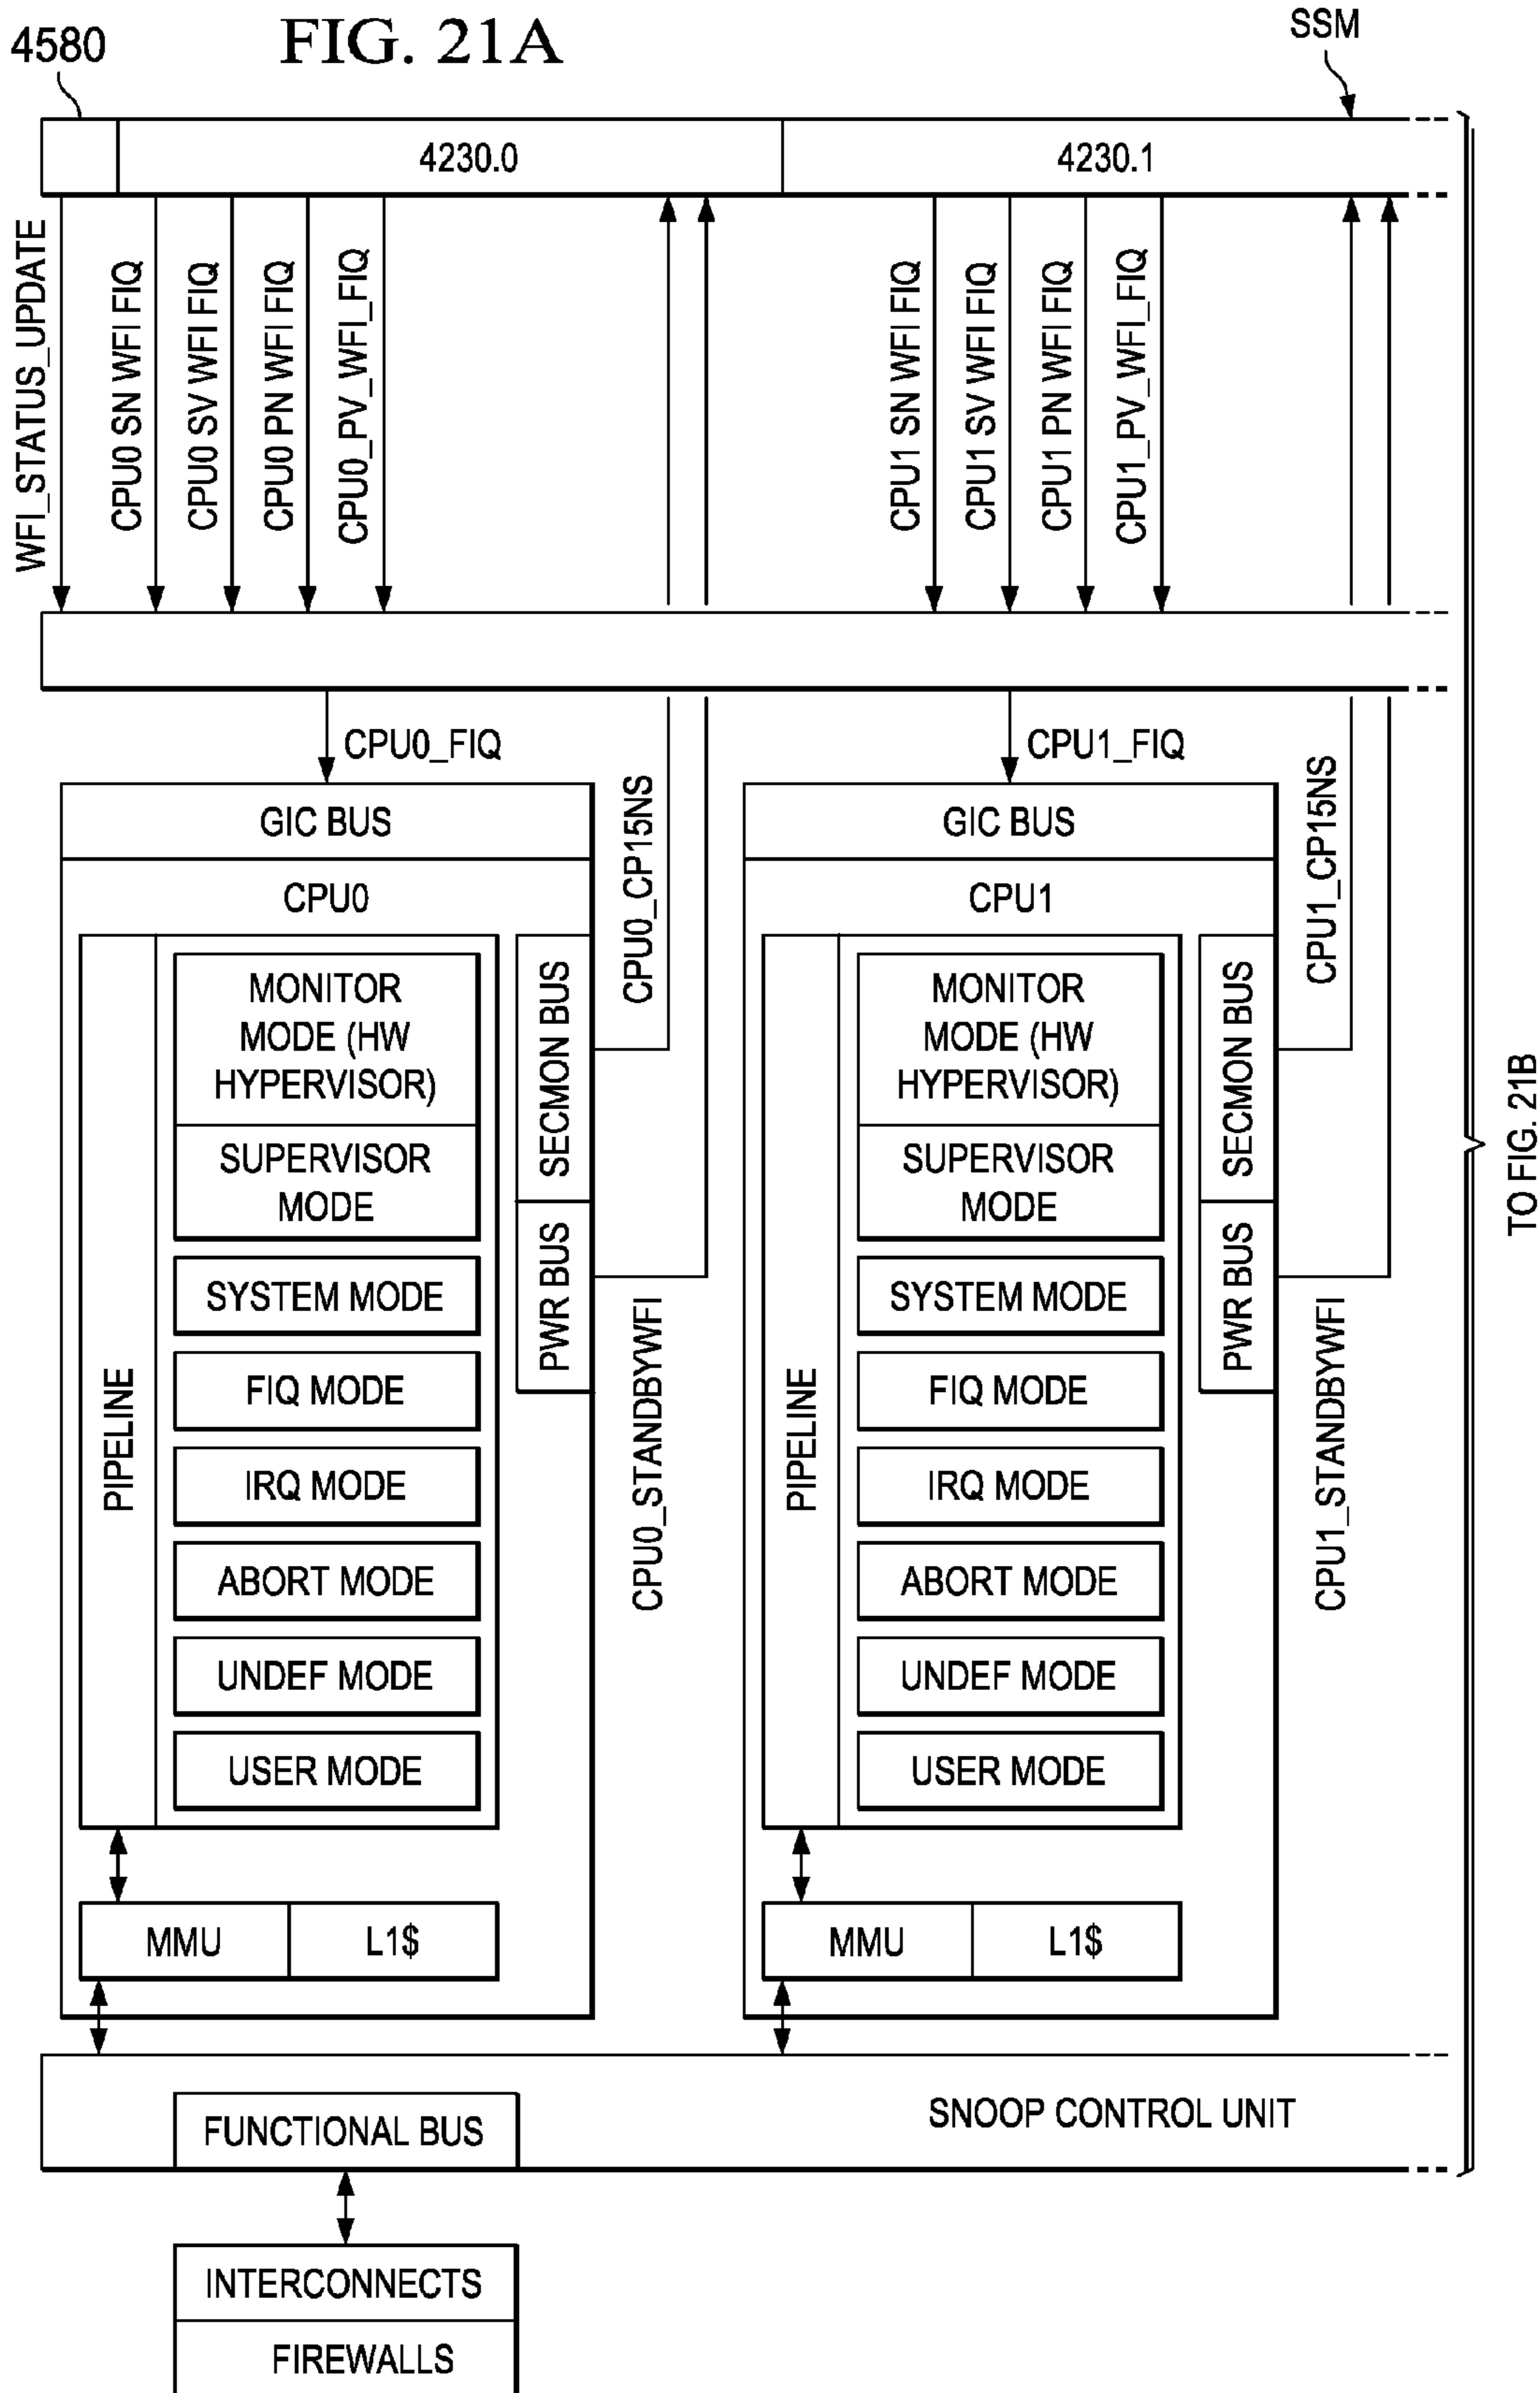 FIG. 21A
4580
SSM
4230.0
4230.1
WFI_STATUS_UPDATE
CPU0 SN WFI FIQ
CPU0 SV WFI FIQ
CPU0 PN WFI FIQ
CPU0_PV_WFI_FIQ
CPU1 SN WFI FIQ
CPU1 SV WFI FIQ
CPU1 PN WFI FIQ
CPU1_PV_WFI_FIQ
CPU0_FIQ
CPU1_FIQ
GIC BUS
CPU0
PIPELINE
MONITOR
MODE (HW
HYPERVISOR)
SUPERVISOR
MODE
SYSTEM MODE
FIQ MODE
IRQ MODE
ABORT MODE
UNDEF MODE
USER MODE
SECMON BUS
PWR BUS
CPU0_CP15NS
CPU0_STANDBYWFI
MMU
L1$
GIC BUS
CPU1
PIPELINE
MONITOR
MODE (HW
HYPERVISOR)
SUPERVISOR
MODE
SYSTEM MODE
FIQ MODE
IRQ MODE
ABORT MODE
UNDEF MODE
USER MODE
SECMON BUS
PWR BUS
CPU1_CP15NS
CPU1_STANDBYWFI
MMU
L1$
TO FIG. 21B
SNOOP CONTROL UNIT
FUNCTIONAL BUS
INTERCONNECTS
FIREWALLS